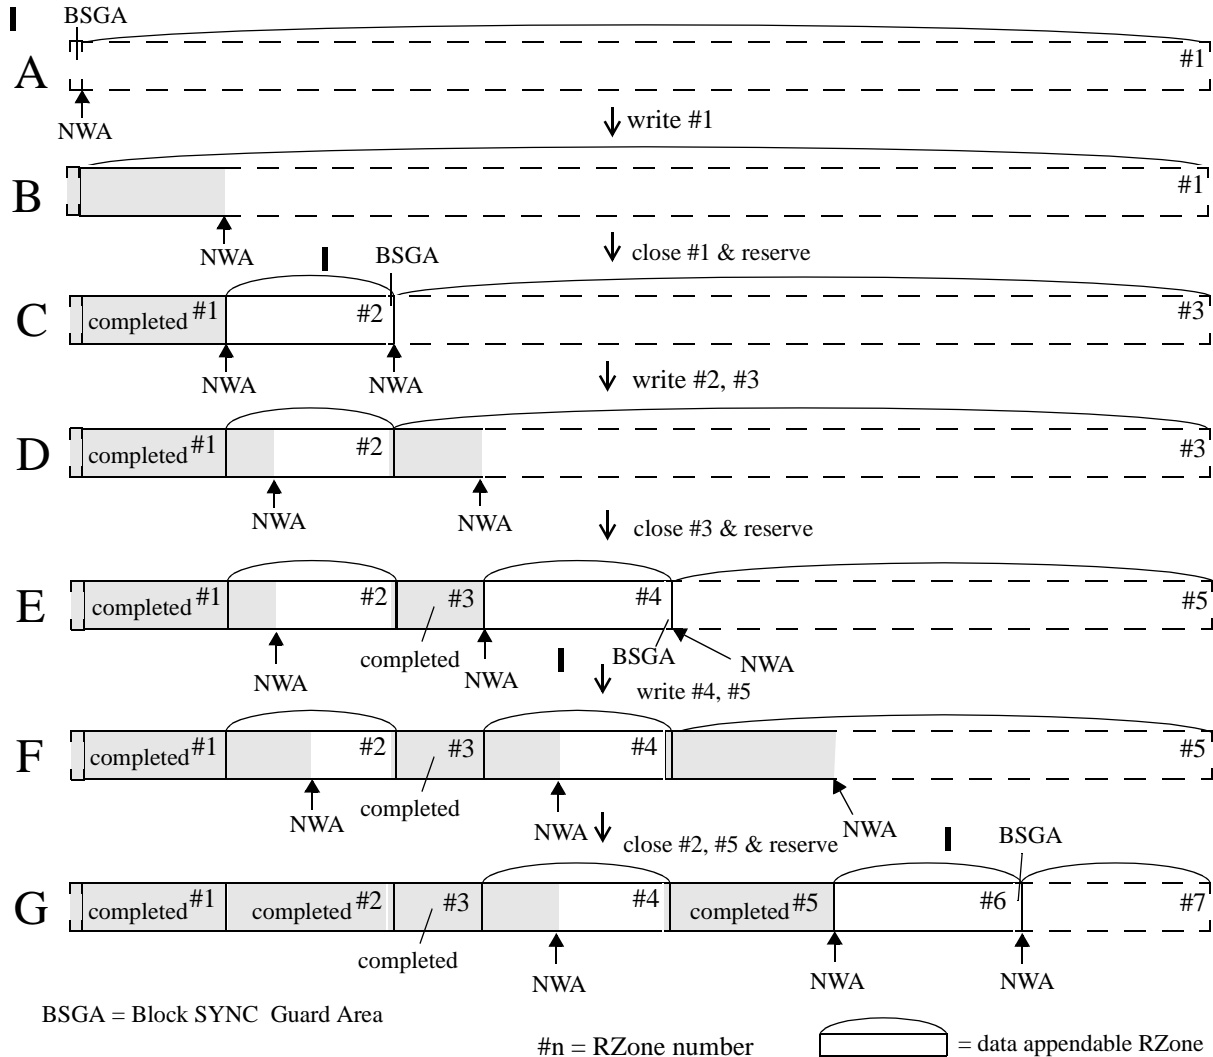 BSGA
A
#1
NWA
write #1
B
#1
NWA
close #1 & reserve
BSGA
C
completed #1
#2
#3
NWA
NWA
write #2, #3
D
completed #1
#2
#3
NWA
NWA
close #3 & reserve
E
completed #1
#2
#3
#4
#5
completed
BSGA
NWA
NWA
NWA
write #4, #5
F
completed #1
#2
#3
#4
#5
completed
NWA
NWA
NWA
close #2, #5 & reserve
BSGA
G
completed #1
completed #2
#3
#4
completed #5
#6
#7
completed
NWA
NWA
NWA
BSGA = Block SYNC Guard Area
#n = RZone number
= data appendable RZone